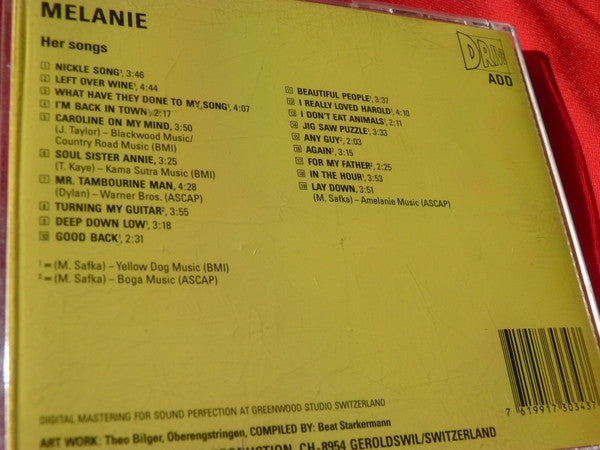 MELANIE
Her songs
DRIVE
ADD
1 NICKLE SONG¹, 3:46
2 LEFT OVER WINE¹, 4:44
3 WHAT HAVE THEY DONE TO MY SONG¹, 4:07
4 I'M BACK IN TOWN¹, 2:17
5 CAROLINE ON MY MIND, 3:50
(J. Taylor) – Blackwood Music/
Country Road Music (BMI)
6 SOUL SISTER ANNIE, 3:25
(T. Kaye) – Kama Sutra Music (BMI)
7 MR. TAMBOURINE MAN, 4:28
(Dylan) – Warner Bros. (ASCAP)
8 TURNING MY GUITAR², 3:55
9 DEEP DOWN LOW¹, 3:18
10 GOOD BACK¹, 2:31
11 BEAUTIFUL PEOPLE¹, 3:37
12 I REALLY LOVED HAROLD¹, 4:10
13 I DON'T EAT ANIMALS¹, 2:11
14 JIG SAW PUZZLE¹, 3:33
15 ANY GUY², 2:03
16 AGAIN¹, 3:15
17 FOR MY FATHER², 2:25
18 IN THE HOUR¹, 3:53
19 LAY DOWN, 3:51
(M. Safka) – Amelanie Music (ASCAP)
¹ = (M. Safka) – Yellow Dog Music (BMI)
² = (M. Safka) – Boga Music (ASCAP)
7 619917 303437
DIGITAL MASTERING FOR SOUND PERFECTION AT GREENWOOD STUDIO SWITZERLAND
ART WORK: Theo Bilger, Oberengstringen, COMPILED BY: Beat Starkermann
CH-8954 GEROLDSWIL/SWITZERLAND